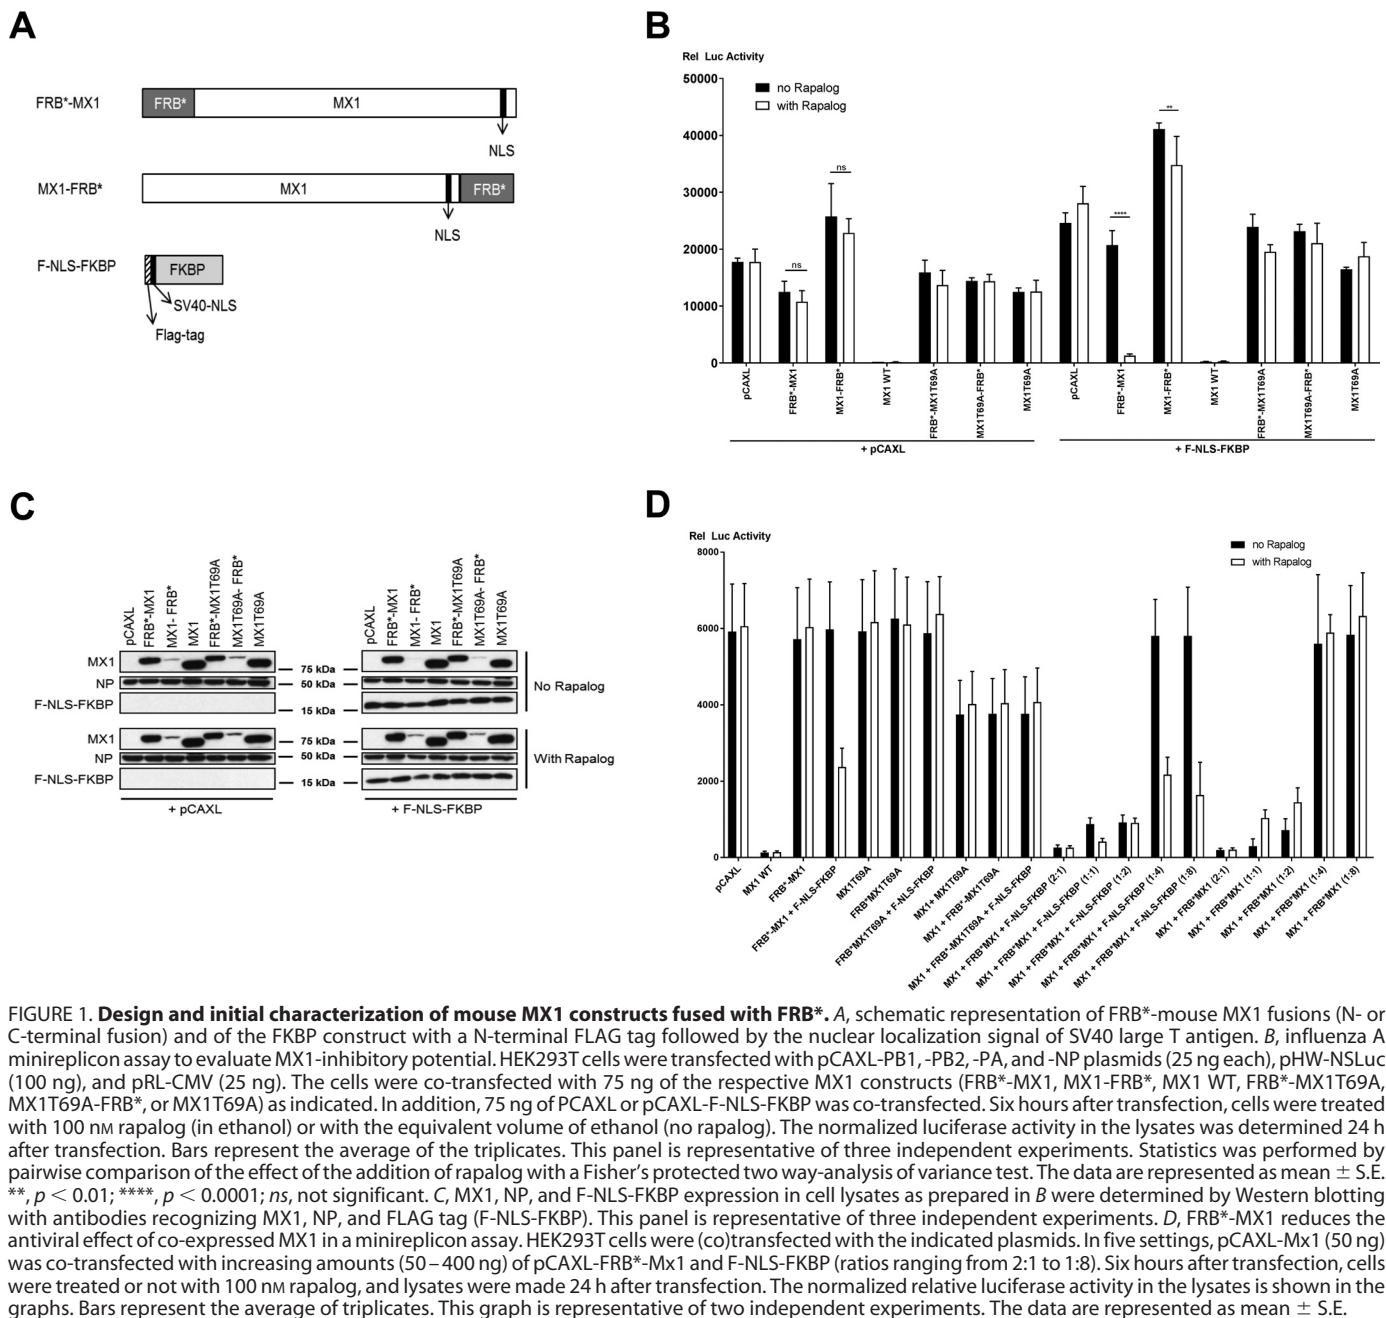 A
FRB*-MX1
FRB*
MX1
NLS
MX1-FRB*
MX1
FRB*
NLS
F-NLS-FKBP
FKBP
SV40-NLS
Flag-tag
B
Rel Luc Activity
50000
40000
30000
20000
10000
0
no Rapalog
with Rapalog
ns
ns
****
**
pCAXL
FRB*-MX1
MX1-FRB*
MX1 WT
FRB*-MX1T69A
MX1T69A-FRB*
MX1T69A
pCAXL
FRB*-MX1
MX1-FRB*
MX1 WT
FRB*-MX1T69A
MX1T69A-FRB*
MX1T69A
+ pCAXL
+ F-NLS-FKBP
C
pCAXL
FRB*-MX1
MX1- FRB*
MX1
FRB*-MX1T69A
MX1T69A- FRB*
MX1T69A
pCAXL
FRB*-MX1
MX1- FRB*
MX1
FRB*-MX1T69A
MX1T69A- FRB*
MX1T69A
MX1
75 kDa
NP
50 kDa
No Rapalog
F-NLS-FKBP
15 kDa
MX1
75 kDa
NP
50 kDa
With Rapalog
F-NLS-FKBP
15 kDa
+ pCAXL
+ F-NLS-FKBP
D
Rel Luc Activity
8000
6000
4000
2000
0
no Rapalog
with Rapalog
pCAXL
MX1 WT
FRB*-MX1
FRB*-MX1 + F-NLS-FKBP
MX1T69A
FRB*MX1T69A
FRB*MX1T69A + F-NLS-FKBP
MX1+ MX1T69A
MX1 + FRB*-MX1T69A
MX1 + FRB*-MX1T69A + F-NLS-FKBP
MX1 + FRB*MX1 + F-NLS-FKBP (2:1)
MX1 + FRB*MX1 + F-NLS-FKBP (1:1)
MX1 + FRB*MX1 + F-NLS-FKBP (1:2)
MX1 + FRB*MX1 + F-NLS-FKBP (1:4)
MX1 + FRB*MX1 + F-NLS-FKBP (1:8)
MX1 + FRB*MX1 (2:1)
MX1 + FRB*MX1 (1:1)
MX1 + FRB*MX1 (1:2)
MX1 + FRB*MX1 (1:4)
MX1 + FRB*MX1 (1:8)
FIGURE 1. Design and initial characterization of mouse MX1 constructs fused with FRB*. A, schematic representation of FRB*-mouse MX1 fusions (N- or
C-terminal fusion) and of the FKBP construct with a N-terminal FLAG tag followed by the nuclear localization signal of SV40 large T antigen. B, influenza A
minireplicon assay to evaluate MX1-inhibitory potential. HEK293T cells were transfected with pCAXL-PB1, -PB2, -PA, and -NP plasmids (25 ng each), pHW-NSLuc
(100 ng), and pRL-CMV (25 ng). The cells were co-transfected with 75 ng of the respective MX1 constructs (FRB*-MX1, MX1-FRB*, MX1 WT, FRB*-MX1T69A,
MX1T69A-FRB*, or MX1T69A) as indicated. In addition, 75 ng of PCAXL or pCAXL-F-NLS-FKBP was co-transfected. Six hours after transfection, cells were treated
with 100 nM rapalog (in ethanol) or with the equivalent volume of ethanol (no rapalog). The normalized luciferase activity in the lysates was determined 24 h
after transfection. Bars represent the average of the triplicates. This panel is representative of three independent experiments. Statistics was performed by
pairwise comparison of the effect of the addition of rapalog with a Fisher's protected two way-analysis of variance test. The data are represented as mean ± S.E.
**, p < 0.01; ****, p < 0.0001; ns, not significant. C, MX1, NP, and F-NLS-FKBP expression in cell lysates as prepared in B were determined by Western blotting
with antibodies recognizing MX1, NP, and FLAG tag (F-NLS-FKBP). This panel is representative of three independent experiments. D, FRB*-MX1 reduces the
antiviral effect of co-expressed MX1 in a minireplicon assay. HEK293T cells were (co)transfected with the indicated plasmids. In five settings, pCAXL-Mx1 (50 ng)
was co-transfected with increasing amounts (50–400 ng) of pCAXL-FRB*-Mx1 and F-NLS-FKBP (ratios ranging from 2:1 to 1:8). Six hours after transfection, cells
were treated or not with 100 nM rapalog, and lysates were made 24 h after transfection. The normalized relative luciferase activity in the lysates is shown in the
graphs. Bars represent the average of triplicates. This graph is representative of two independent experiments. The data are represented as mean ± S.E.